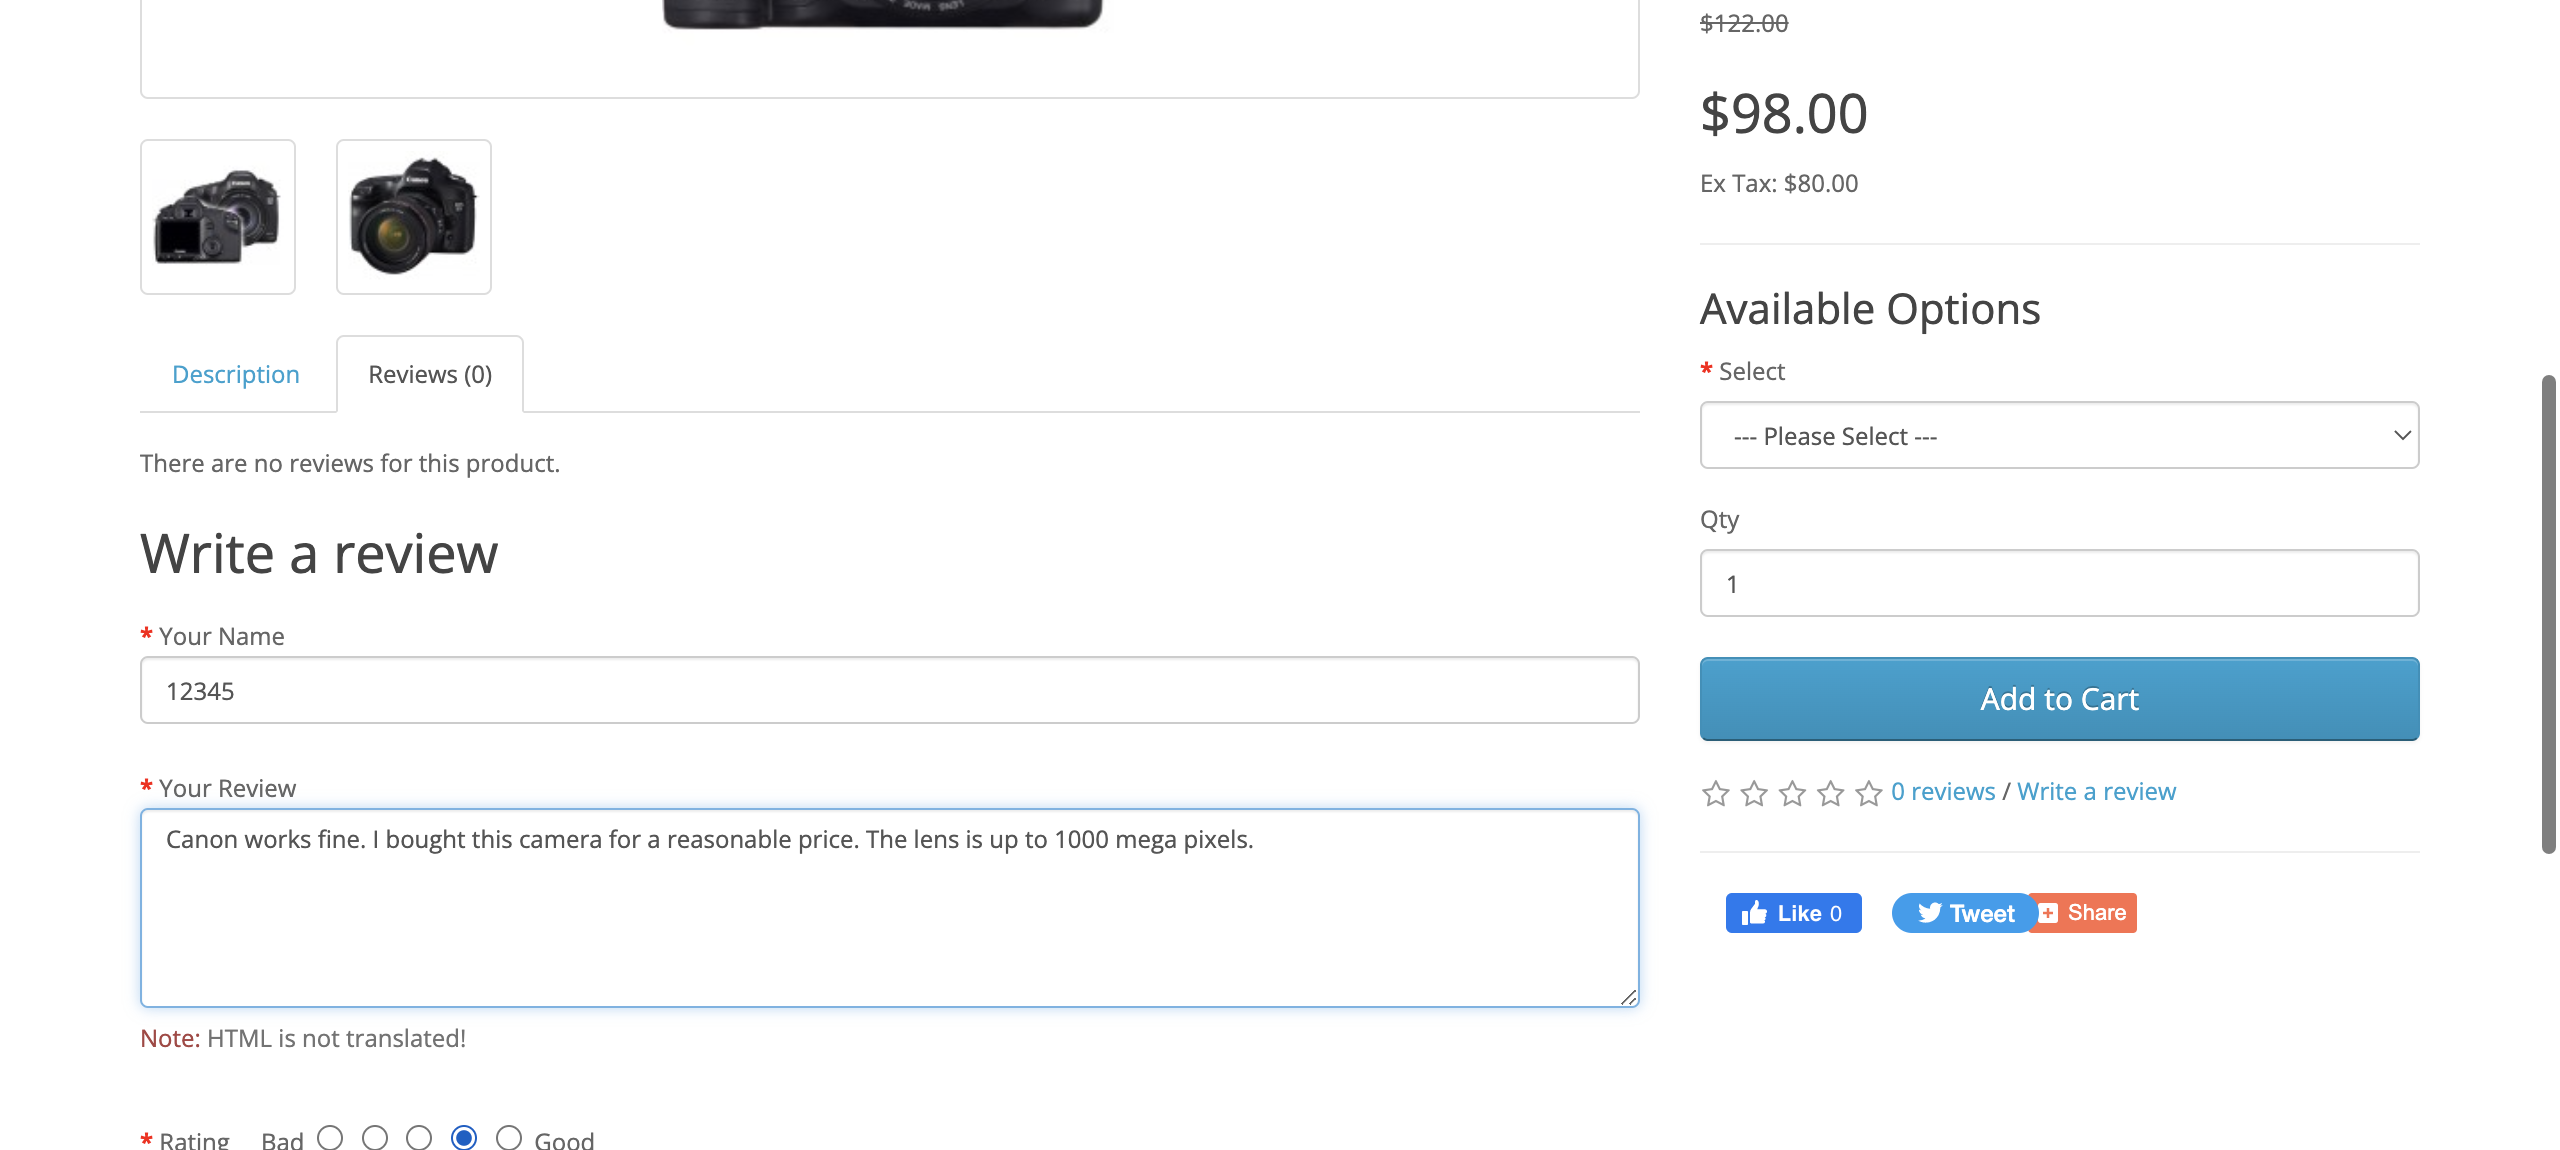 $122.00
$98.00
Ex Tax: $80.00
Available Options
* Select
--- Please Select ---
Qty
1
Add to Cart
0 reviews / Write a review
Like 0
Tweet
Share
Description
Reviews (0)
There are no reviews for this product.
Write a review
* Your Name
12345
* Your Review
Canon works fine. I bought this camera for a reasonable price. The lens is up to 1000 mega pixels.
Note: HTML is not translated!
* Rating Bad Good